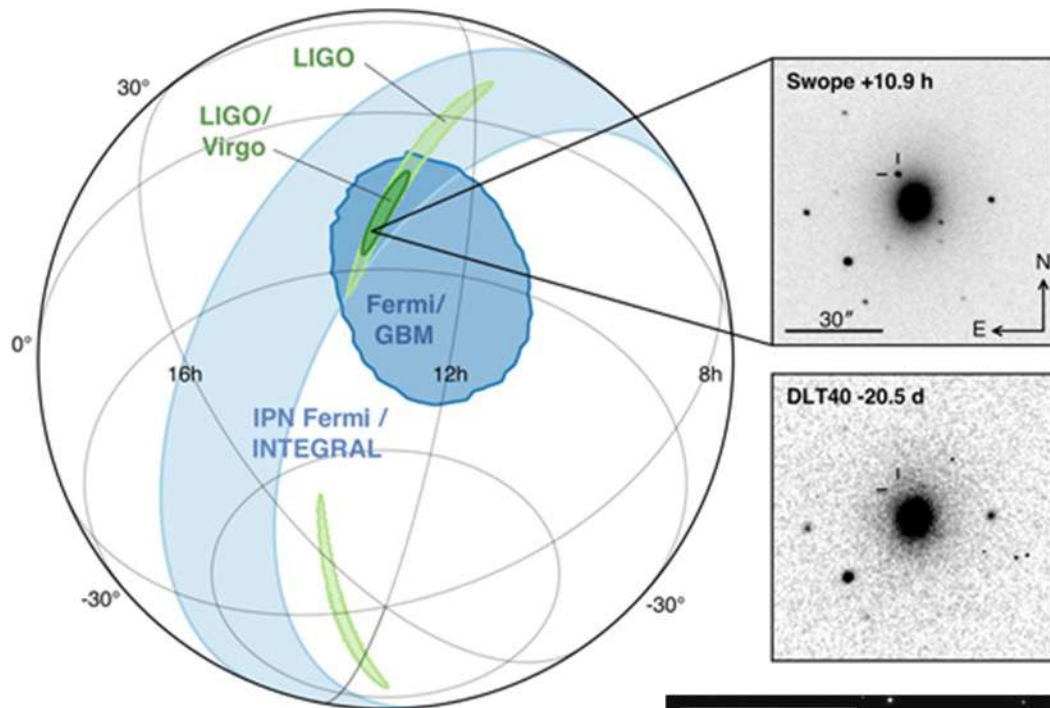 LIGO
LIGO/
Virgo
30°
Fermi/
GBM
0°
16h
12h
8h
IPN Fermi /
INTEGRAL
-30°
-30°
Swope +10.9 h
30″
N
E
DLT40 -20.5 d